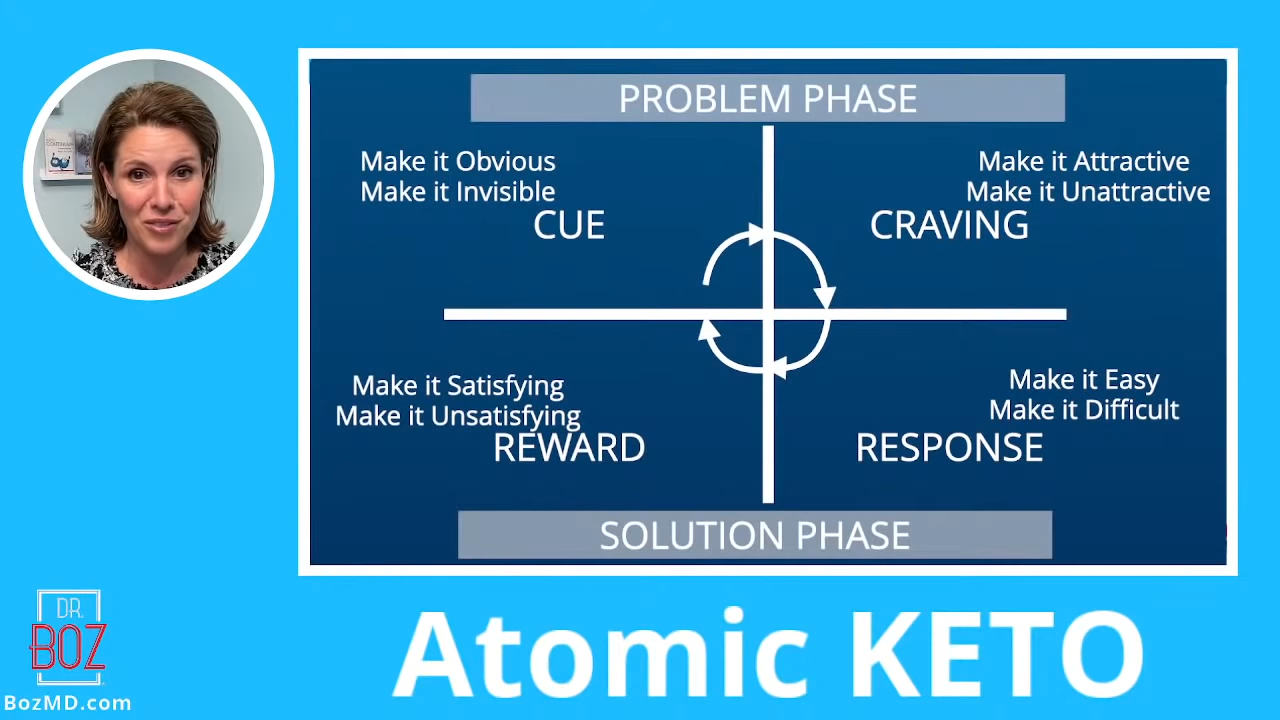 PROBLEM PHASE
Make it Obvious
Make it Invisible
CUE
Make it Attractive
Make it Unattractive
CRAVING
Make it Satisfying
Make it Unsatisfying
REWARD
Make it Easy
Make it Difficult
RESPONSE
SOLUTION PHASE
Atomic KETO
DR.
BOZ
BozMD.com